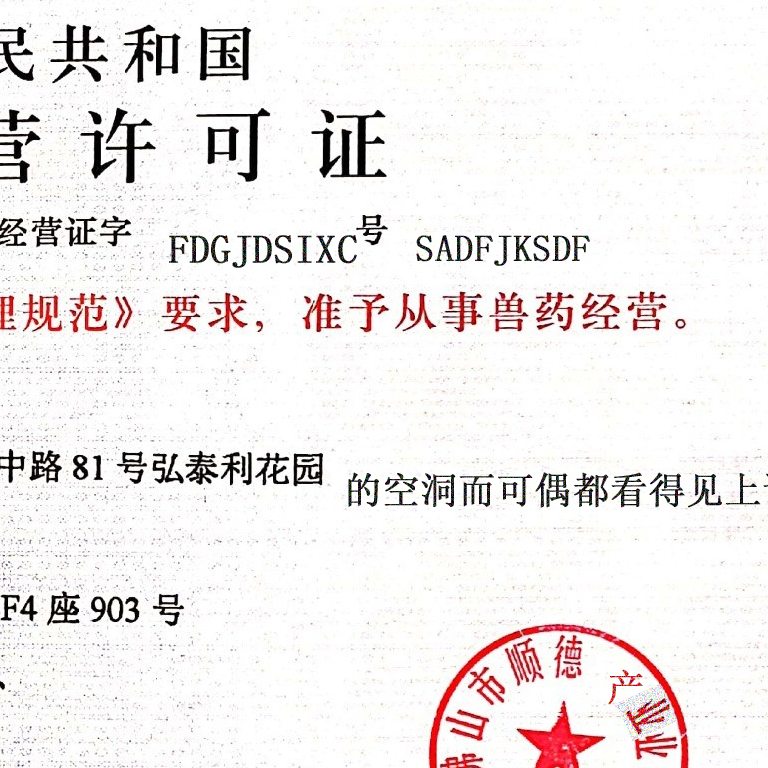 民共和国
营许可证
经营证字 FDGJDSIXC号 SADFJKSDF
理规范》要求，准予从事兽药经营。
中路 81 号弘泰利花园 的空洞而可偶都看得见上
F4 座 903 号
、
佛山市顺德 产业业